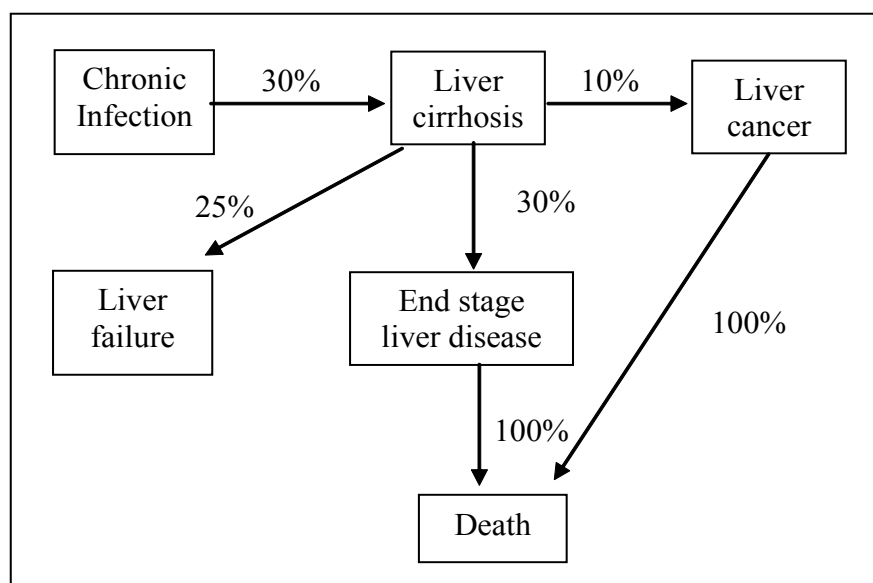 Chronic
Infection
30%
Liver
cirrhosis
10%
Liver
cancer
25%
30%
Liver
failure
End stage
liver disease
100%
100%
Death